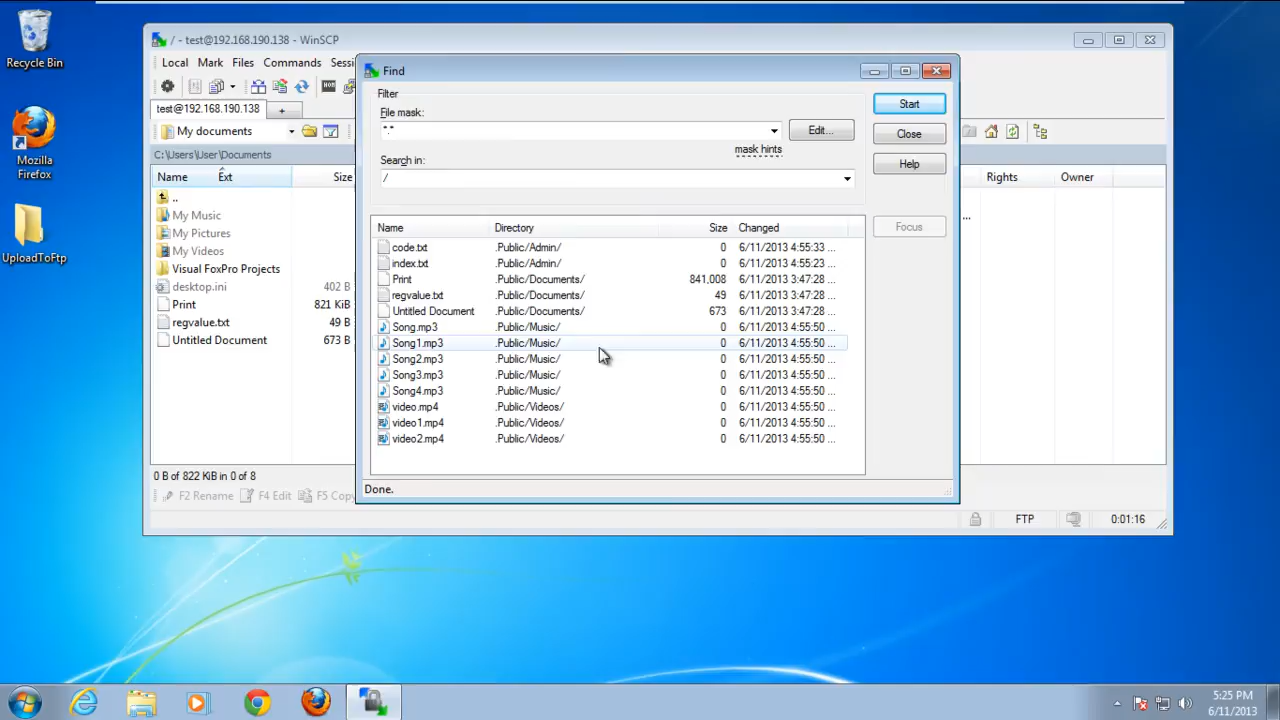 Recycle Bin
Mozilla
Firefox
UploadToFtp
/ - test@192.168.190.138 - WinSCP
Local Mark Files Commands Sessi
test@192.168.190.138 +
My documents
C:\Users\User\Documents
Name Ext Size
..
My Music
My Pictures
My Videos
Visual FoxPro Projects
desktop.ini 402 B
Print 821 KiB
regvalue.txt 49 B
Untitled Document 673 B
0 B of 822 KiB in 0 of 8
F2 Rename F4 Edit F5 Copy
Rights Owner
...
FTP 0:01:16
Find
Filter
File mask:
*.*
Edit...
mask hints
Search in:
/
Start
Close
Help
Focus
Name Directory Size Changed
code.txt .Public/Admin/ 0 6/11/2013 4:55:33 ...
index.txt .Public/Admin/ 0 6/11/2013 4:55:23 ...
Print .Public/Documents/ 841,008 6/11/2013 3:47:28 ...
regvalue.txt .Public/Documents/ 49 6/11/2013 3:47:28 ...
Untitled Document .Public/Documents/ 673 6/11/2013 3:47:28 ...
Song.mp3 .Public/Music/ 0 6/11/2013 4:55:50 ...
Song1.mp3 .Public/Music/ 0 6/11/2013 4:55:50 ...
Song2.mp3 .Public/Music/ 0 6/11/2013 4:55:50 ...
Song3.mp3 .Public/Music/ 0 6/11/2013 4:55:50 ...
Song4.mp3 .Public/Music/ 0 6/11/2013 4:55:50 ...
video.mp4 .Public/Videos/ 0 6/11/2013 4:55:50 ...
video1.mp4 .Public/Videos/ 0 6/11/2013 4:55:50 ...
video2.mp4 .Public/Videos/ 0 6/11/2013 4:55:50 ...
Done.
5:25 PM
6/11/2013